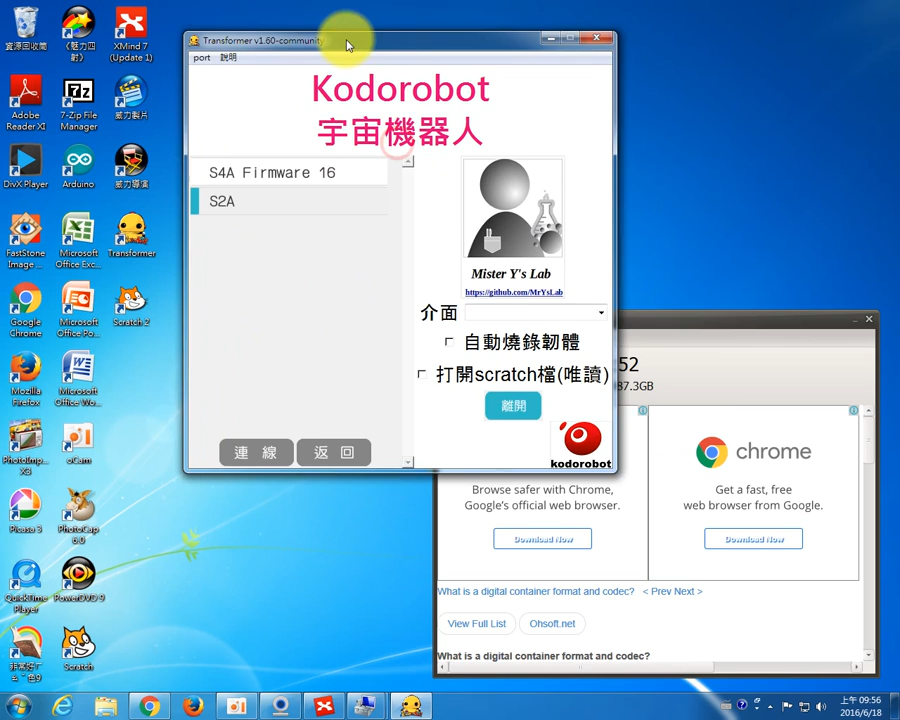 資源回收筒
《魅力四射》
XMind 7 (Update 1)
Adobe Reader XI
7-Zip File Manager
威力製片
DivX Player
Arduino
威力導演
FastStone Image ...
Microsoft Office Exc...
Transformer
Google Chrome
Microsoft Office Po...
Scratch 2
Mozilla Firefox
Microsoft Office Wo...
PhotoImp... X3
oCam
Picasa 3
PhotoCap 6.0
QuickTime Player
PowerDVD 9
Scratch
Transformer v1.60-community
port 說明
Kodorobot
宇宙機器人
S4A Firmware 16
S2A
Mister Y's Lab
https://github.com/MrYsLab
介面
自動燒錄韌體
打開scratch檔(唯讀)
離開
連 線 返 回
kodorobot
52
87.3GB
chrome
Browse safer with Chrome,
Google's official web browser.
Download Now
Get a fast, free
web browser from Google.
Download Now
What is a digital container format and codec? < Prev Next >
View Full List Ohsoft.net
What is a digital container format and codec?
上午 09:56
2016/6/18